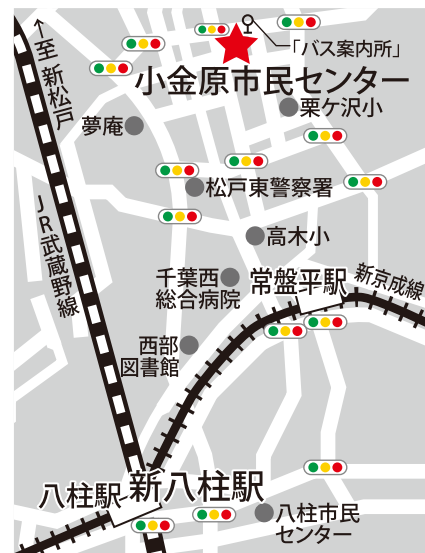 ←至 新松戸
「バス案内所」
小金原市民センター
栗ケ沢小
夢庵
松戸東警察署
JR武蔵野線
高木小
千葉西
総合病院
常盤平駅
新京成線
西部
図書館
八柱駅
新八柱駅
八柱市民
センター